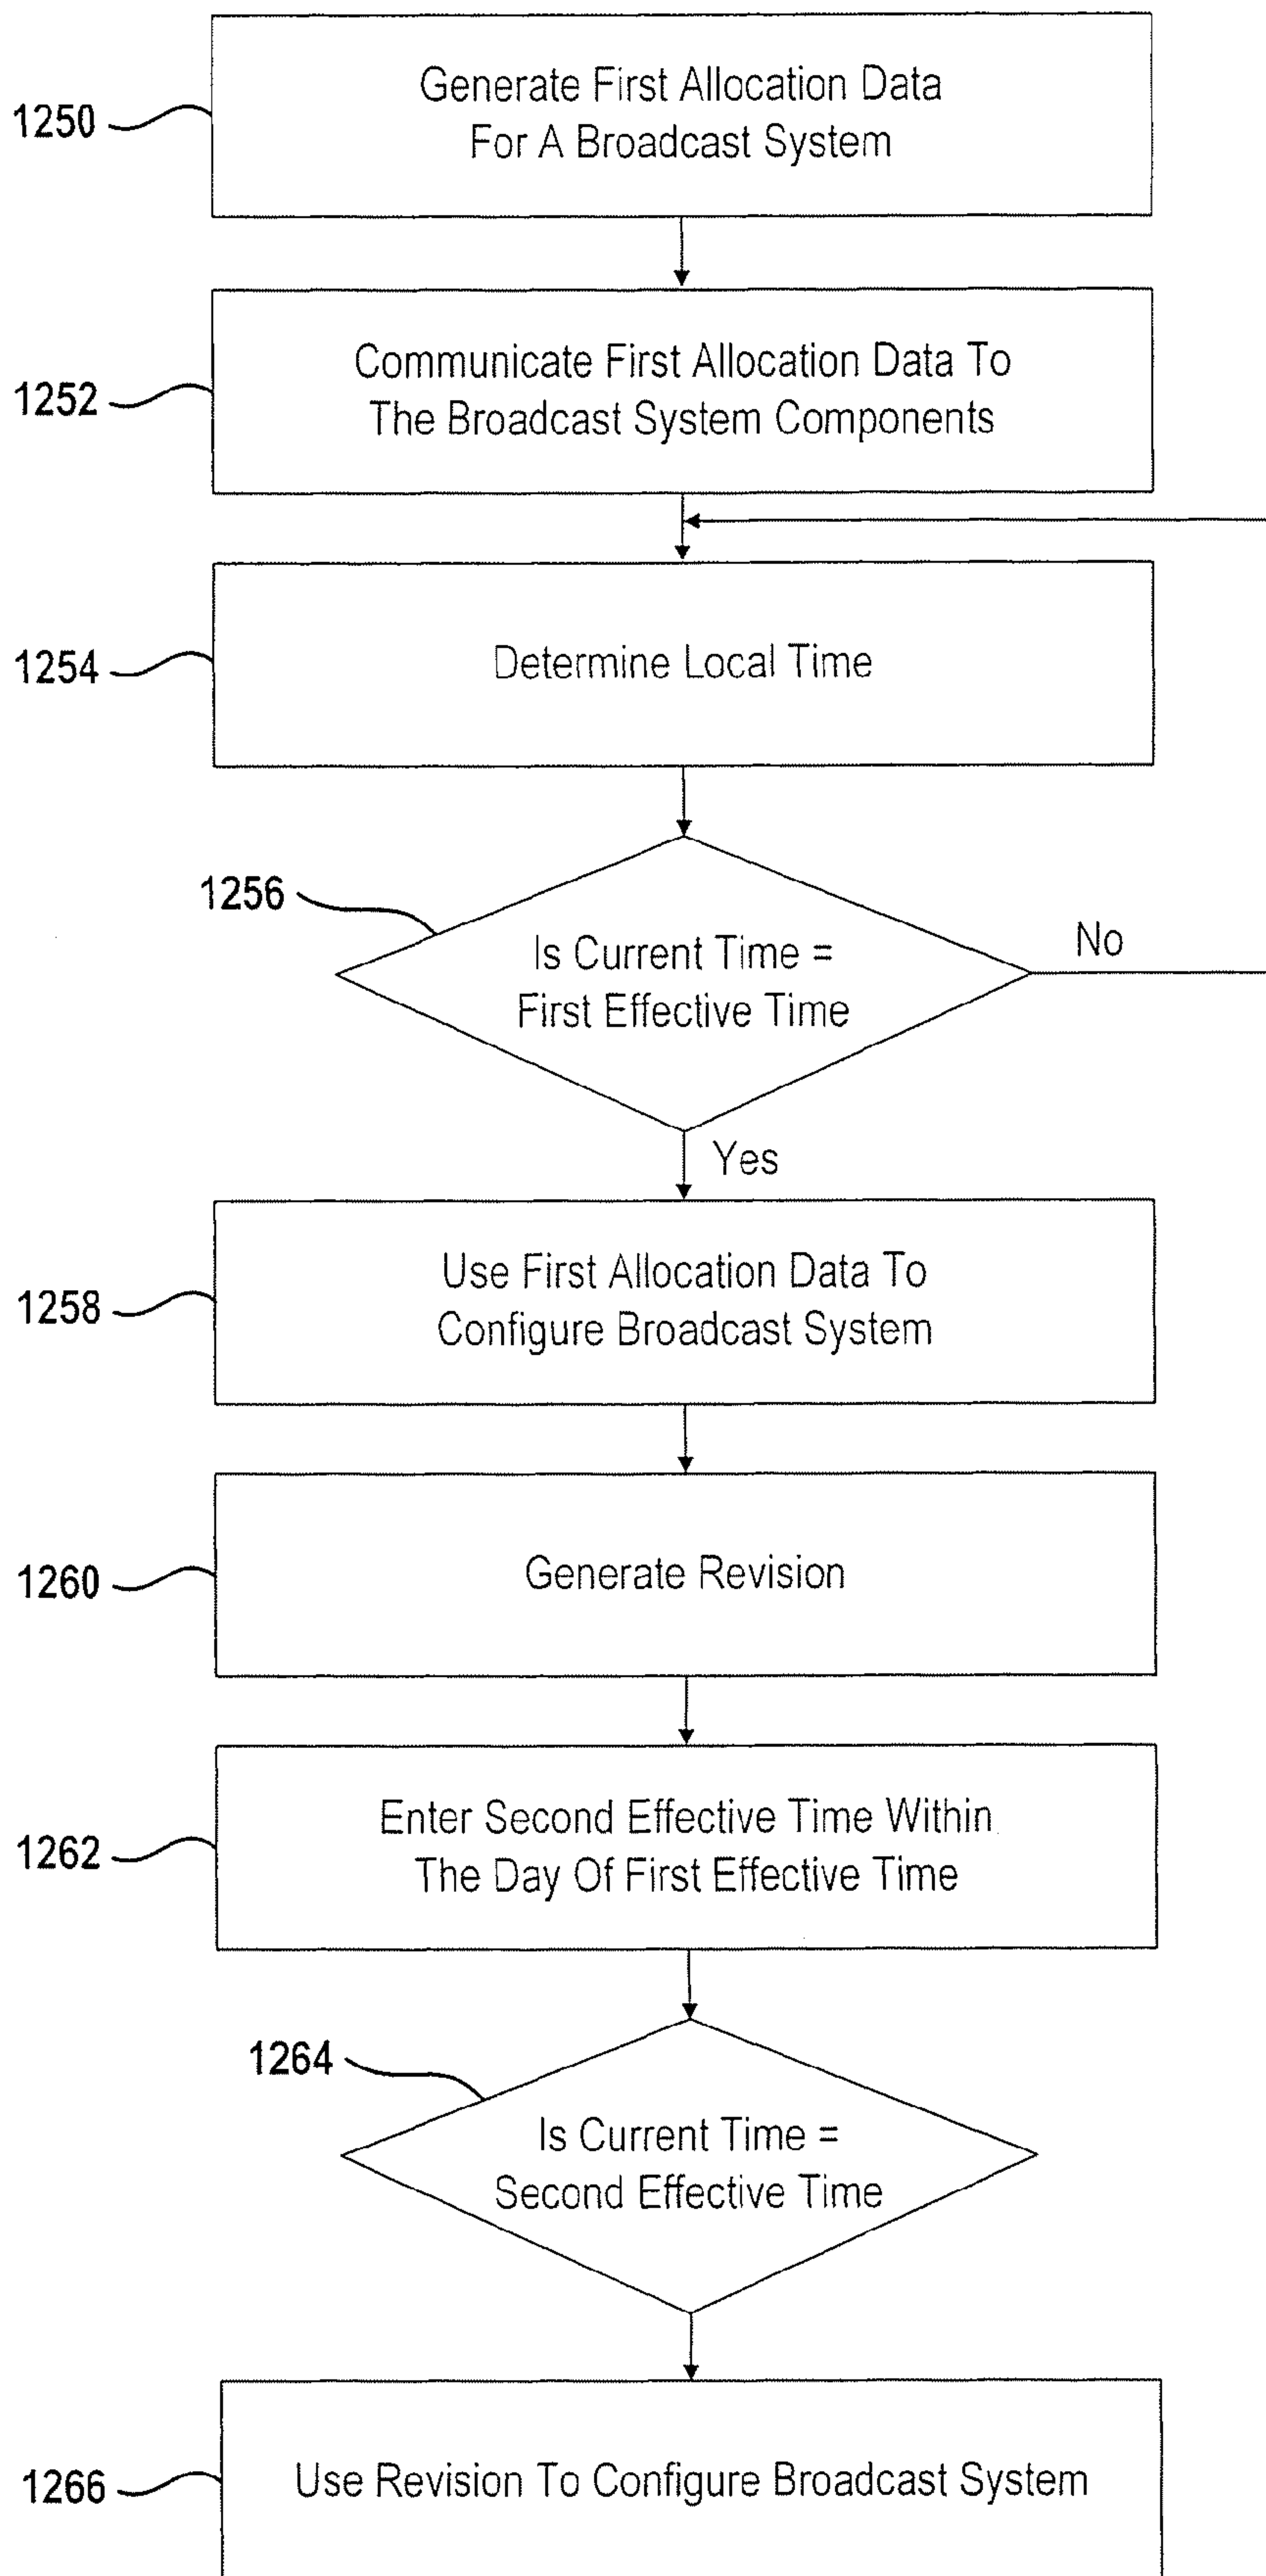 1250
Generate First Allocation Data
For A Broadcast System
1252
Communicate First Allocation Data To
The Broadcast System Components
1254
Determine Local Time
1256
Is Current Time =
First Effective Time
No
Yes
1258
Use First Allocation Data To
Configure Broadcast System
1260
Generate Revision
1262
Enter Second Effective Time Within
The Day Of First Effective Time
1264
Is Current Time =
Second Effective Time
1266
Use Revision To Configure Broadcast System